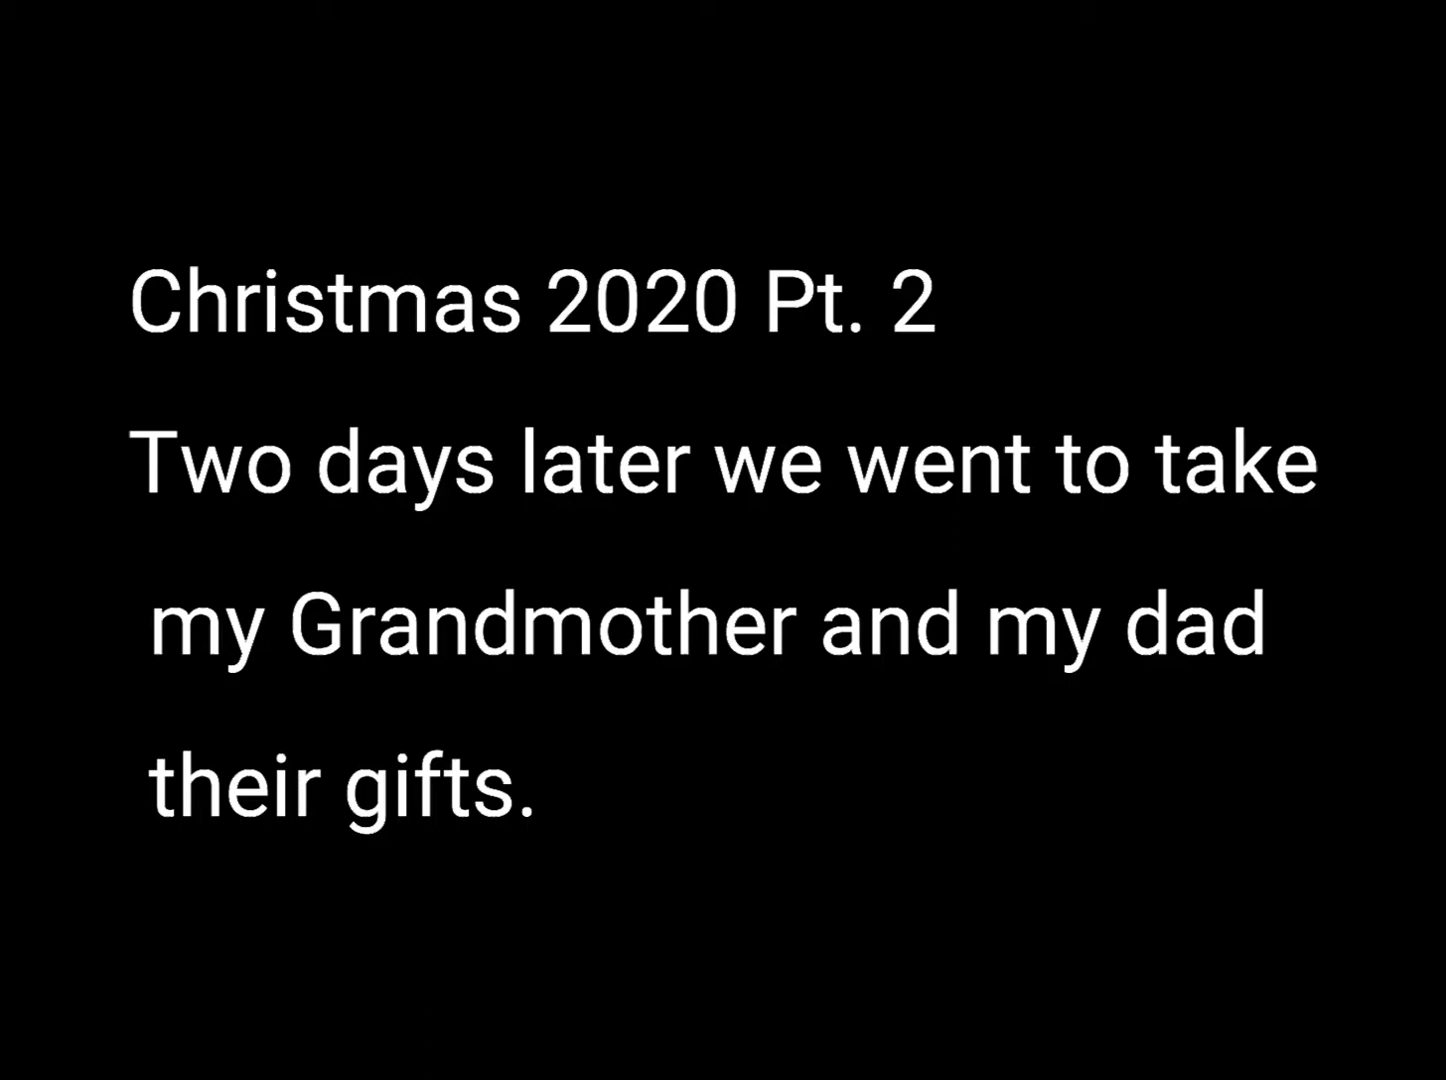 Christmas 2020 Pt. 2
Two days later we went to take
my Grandmother and my dad
their gifts.